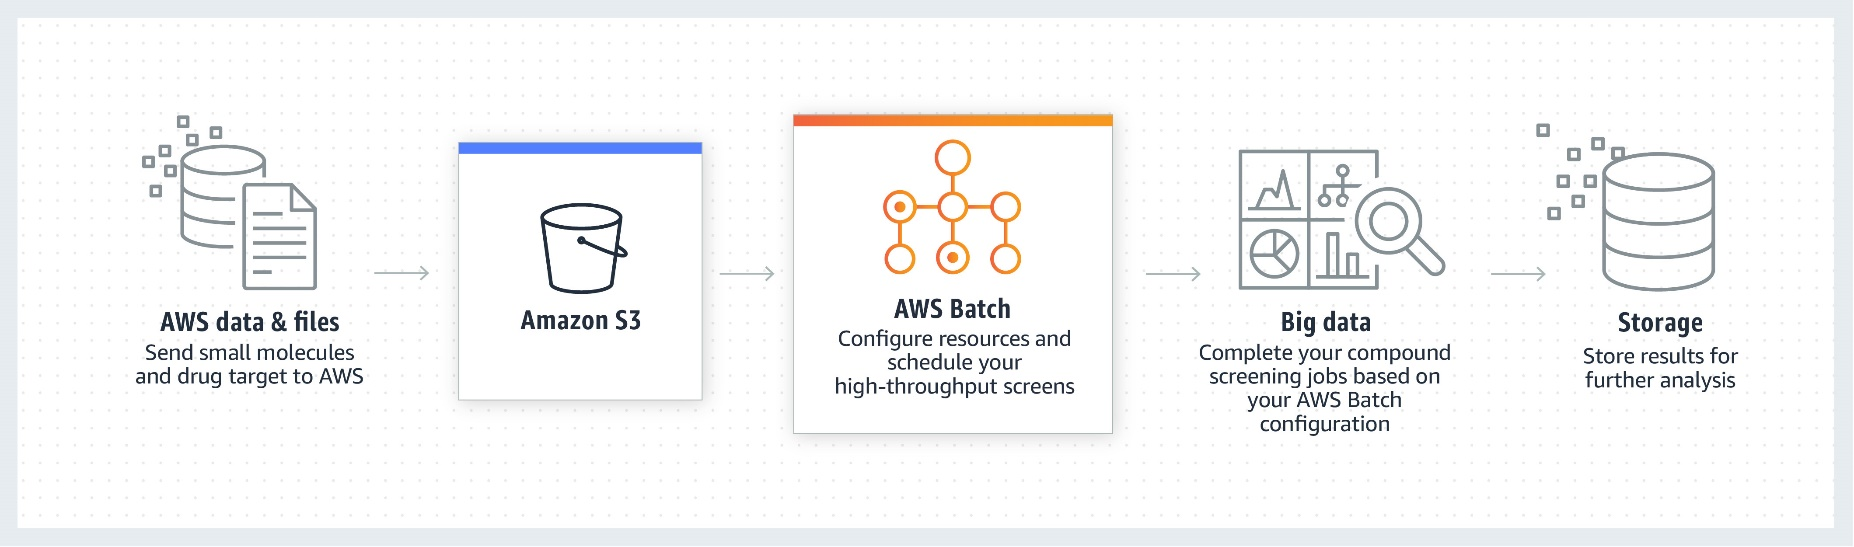 AWS data & files
Send small molecules
and drug target to AWS
Amazon S3
AWS Batch
Configure resources and
schedule your
high-throughput screens
Big data
Complete your compound
screening jobs based on
your AWS Batch
configuration
Storage
Store results for
further analysis